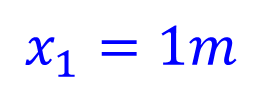 x₁ = 1m